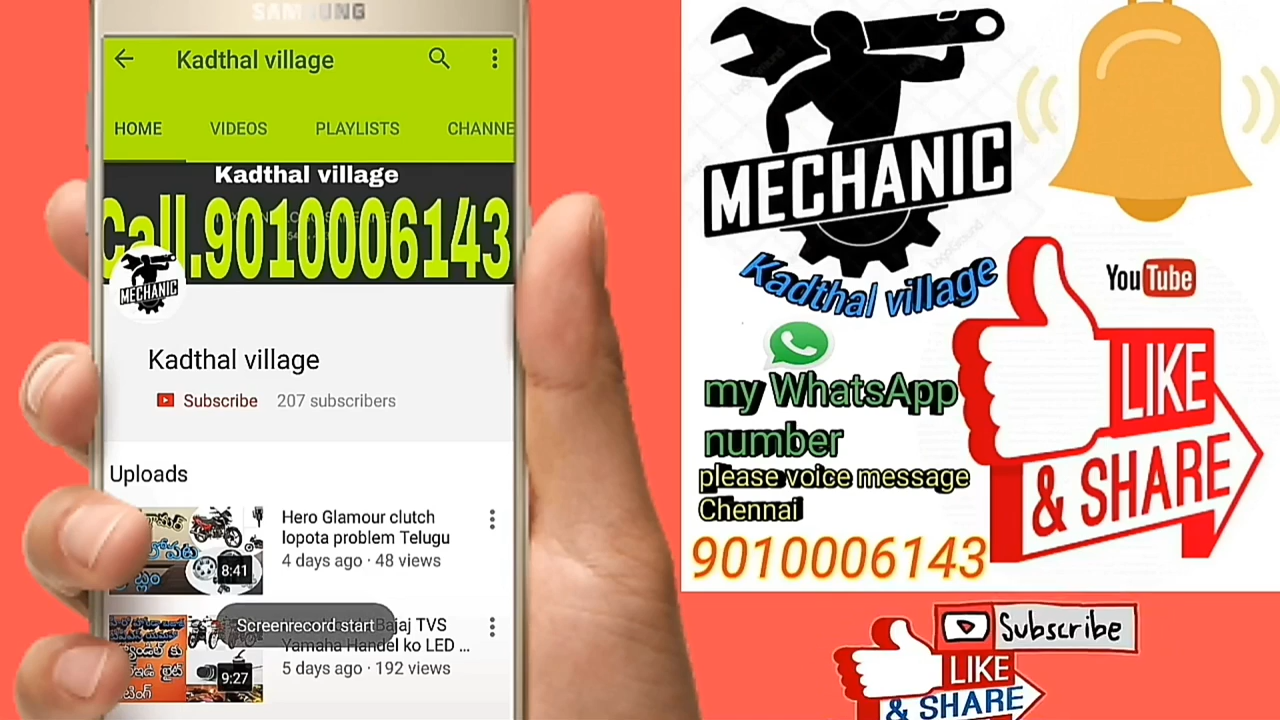 SAMSUNG
Kadthal village
HOME VIDEOS PLAYLISTS CHANNE
Kadthal village
Call.9010006143
MECHANIC
Kadthal village
Subscribe 207 subscribers
Uploads
Hero Glamour clutch
lopota problem Telugu
4 days ago · 48 views
8:41
Screenrecord start
Bajaj TVS
Yamaha Handel ko LED ...
5 days ago · 192 views
9:27
MECHANIC
Kadthal village
YouTube
LIKE
& SHARE
my WhatsApp
number
please voice message
Chennai
9010006143
Subscribe
LIKE
& SHARE